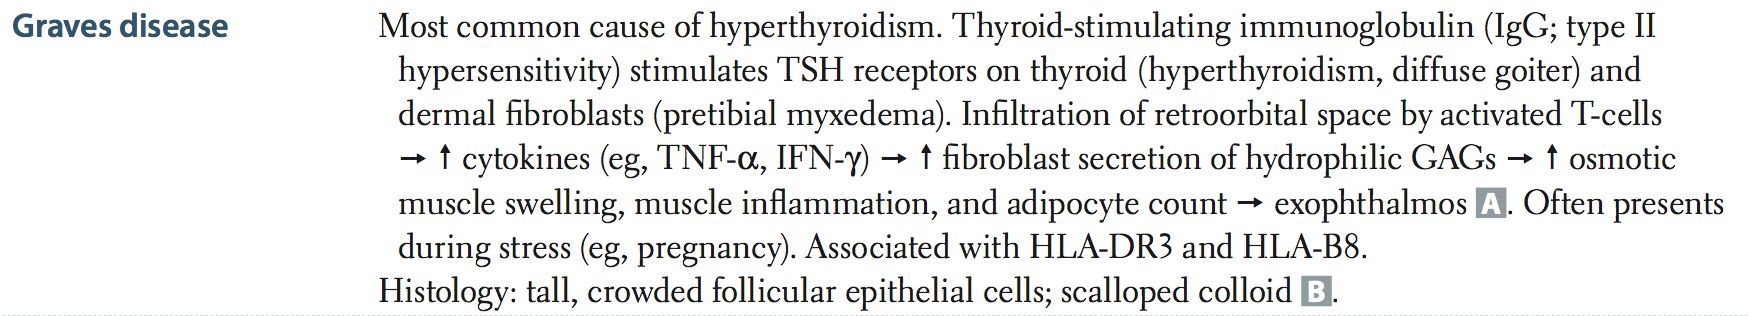 Graves disease
Most common cause of hyperthyroidism. Thyroid-stimulating immunoglobulin (IgG; type II
hypersensitivity) stimulates TSH receptors on thyroid (hyperthyroidism, diffuse goiter) and
dermal fibroblasts (pretibial myxedema). Infiltration of retroorbital space by activated T-cells
→ ↑ cytokines (eg, TNF-α, IFN-γ) → ↑ fibroblast secretion of hydrophilic GAGs → ↑ osmotic
muscle swelling, muscle inflammation, and adipocyte count → exophthalmos A. Often presents
during stress (eg, pregnancy). Associated with HLA-DR3 and HLA-B8.
Histology: tall, crowded follicular epithelial cells; scalloped colloid B.